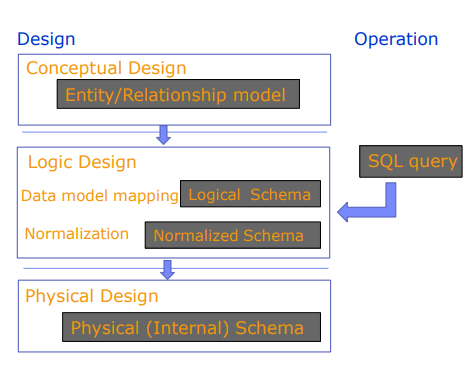 Design
Operation
Conceptual Design
Entity/Relationship model
Logic Design
SQL query
Data model mapping
Logical Schema
Normalization
Normalized Schema
Physical Design
Physical (Internal) Schema